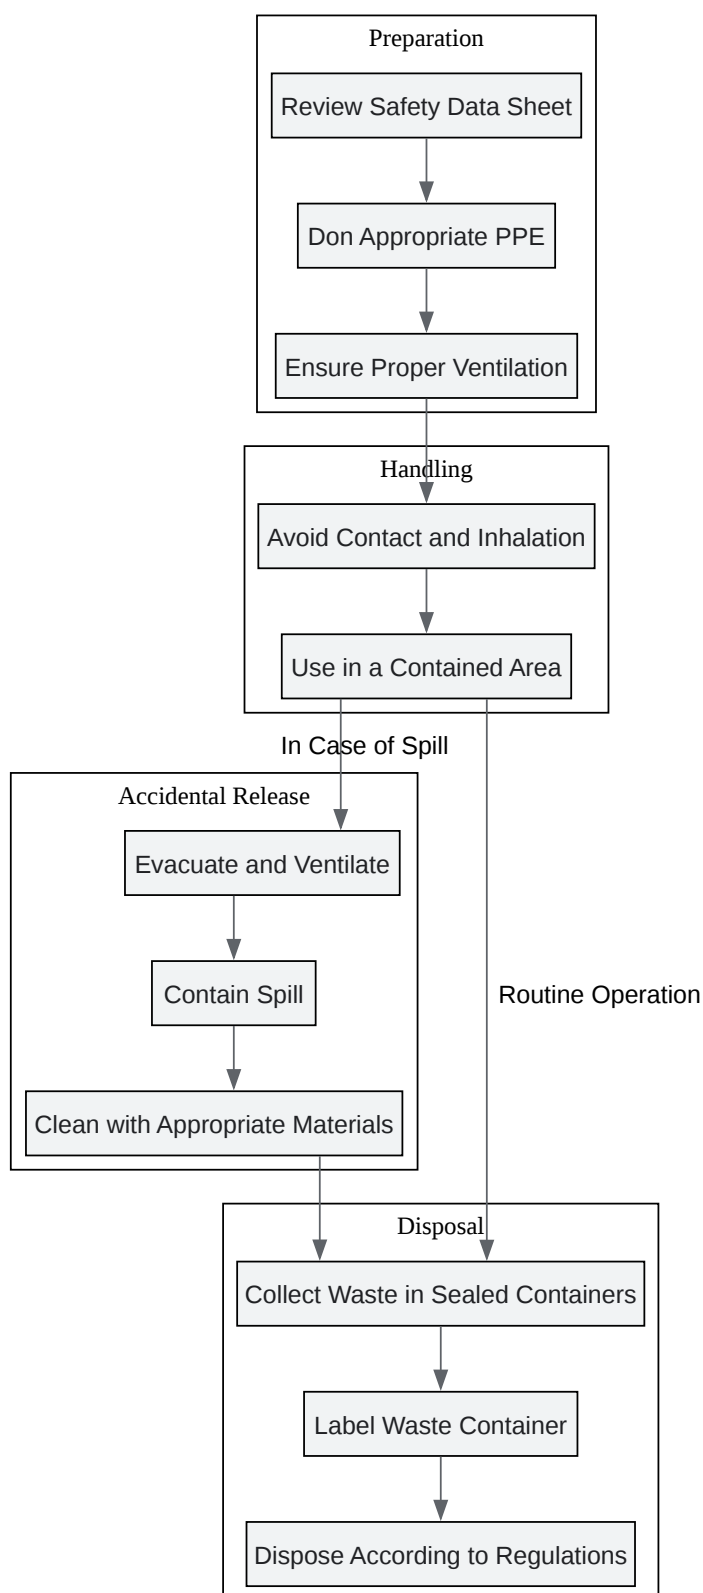 Preparation
Review Safety Data Sheet
Don Appropriate PPE
Ensure Proper Ventilation
Handling
Avoid Contact and Inhalation
Use in a Contained Area
In Case of Spill
Accidental Release
Evacuate and Ventilate
Contain Spill
Routine Operation
Clean with Appropriate Materials
Disposal
Collect Waste in Sealed Containers
Label Waste Container
Dispose According to Regulations